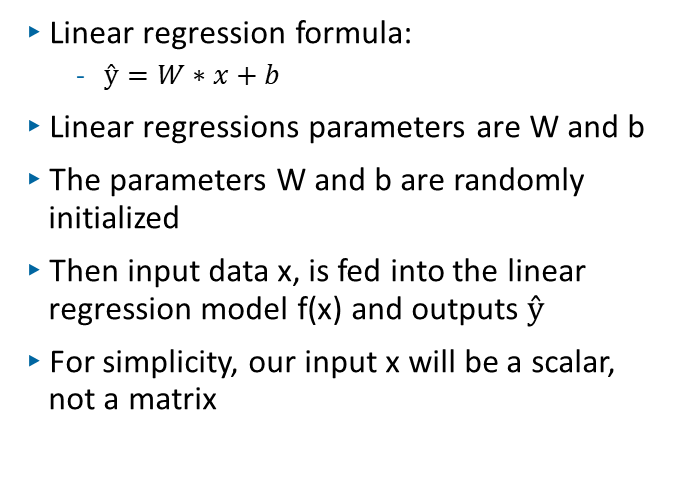 ▸ Linear regression formula:
- ŷ = W ∗ x + b
▸ Linear regressions parameters are W and b
▸ The parameters W and b are randomly
initialized
▸ Then input data x, is fed into the linear
regression model f(x) and outputs ŷ
▸ For simplicity, our input x will be a scalar,
not a matrix